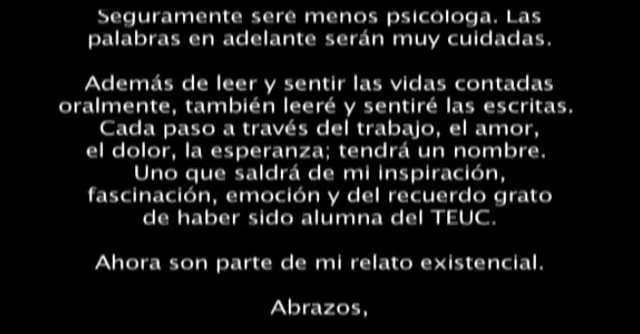 Seguramente seré menos psicóloga. Las
palabras en adelante serán muy cuidadas.
Además de leer y sentir las vidas contadas
oralmente, también leeré y sentiré las escritas.
Cada paso a través del trabajo, el amor,
el dolor, la esperanza; tendrá un nombre.
Uno que saldrá de mi inspiración,
fascinación, emoción y del recuerdo grato
de haber sido alumna del TEUC.
Ahora son parte de mi relato existencial.
Abrazos,